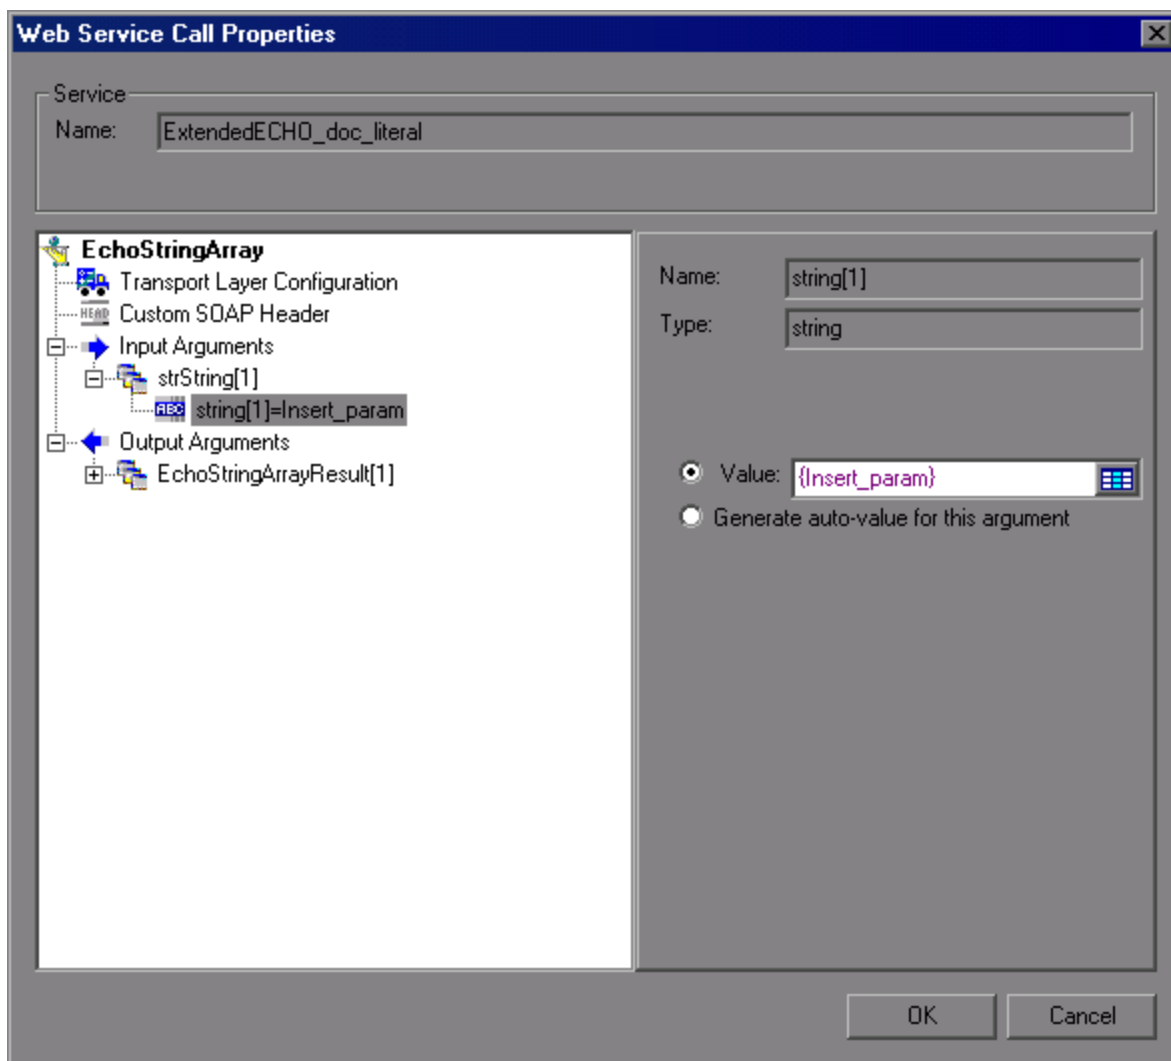 Web Service Call Properties
Service
Name: ExtendedECHO_doc_literal
EchoStringArray
Transport Layer Configuration
HEAD Custom SOAP Header
Input Arguments
strString[1]
ABC string[1]=Insert_param
Output Arguments
EchoStringArrayResult[1]
Name: string[1]
Type: string
Value: {Insert_param}
Generate auto-value for this argument
OK Cancel